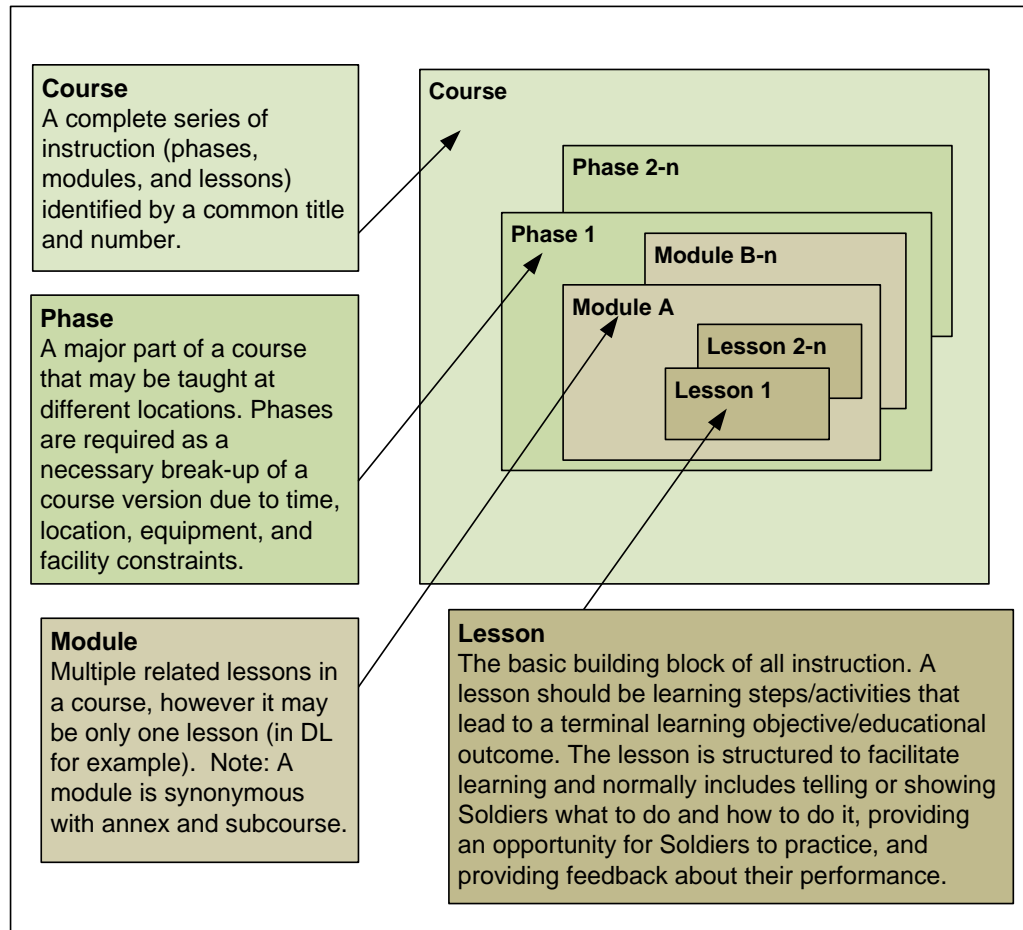 Course
A complete series of
instruction (phases,
modules, and lessons)
identified by a common title
and number.
Phase
A major part of a course
that may be taught at
different locations. Phases
are required as a
necessary break-up of a
course version due to time,
location, equipment, and
facility constraints.
Module
Multiple related lessons in
a course, however it may
be only one lesson (in DL
for example).  Note: A
module is synonymous
with annex and subcourse.
Course
Phase 2-n
Phase 1
Module B-n
Module A
Lesson 2-n
Lesson 1
Lesson
The basic building block of all instruction. A
lesson should be learning steps/activities that
lead to a terminal learning objective/educational
outcome. The lesson is structured to facilitate
learning and normally includes telling or showing
Soldiers what to do and how to do it, providing
an opportunity for Soldiers to practice, and
providing feedback about their performance.